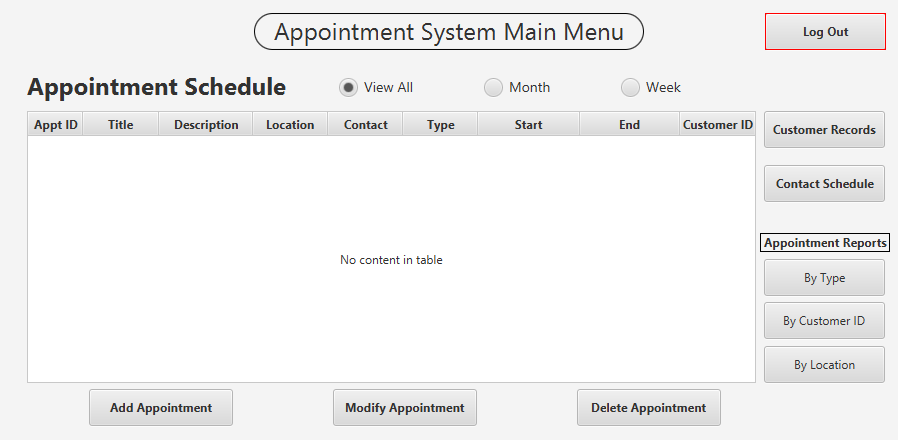 Appointment System Main Menu
Log Out
Appointment Schedule
View All
Month
Week
Appt ID Title Description Location Contact Type Start End Customer ID
No content in table
Customer Records
Contact Schedule
Appointment Reports
By Type
By Customer ID
By Location
Add Appointment
Modify Appointment
Delete Appointment